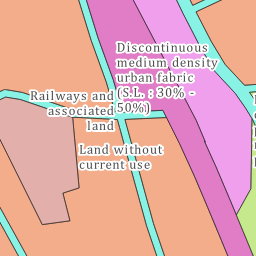 Discontinuous
medium density
urban fabric
(S.L. : 30% -
50%)
Railways and
associated
land
Land without
current use